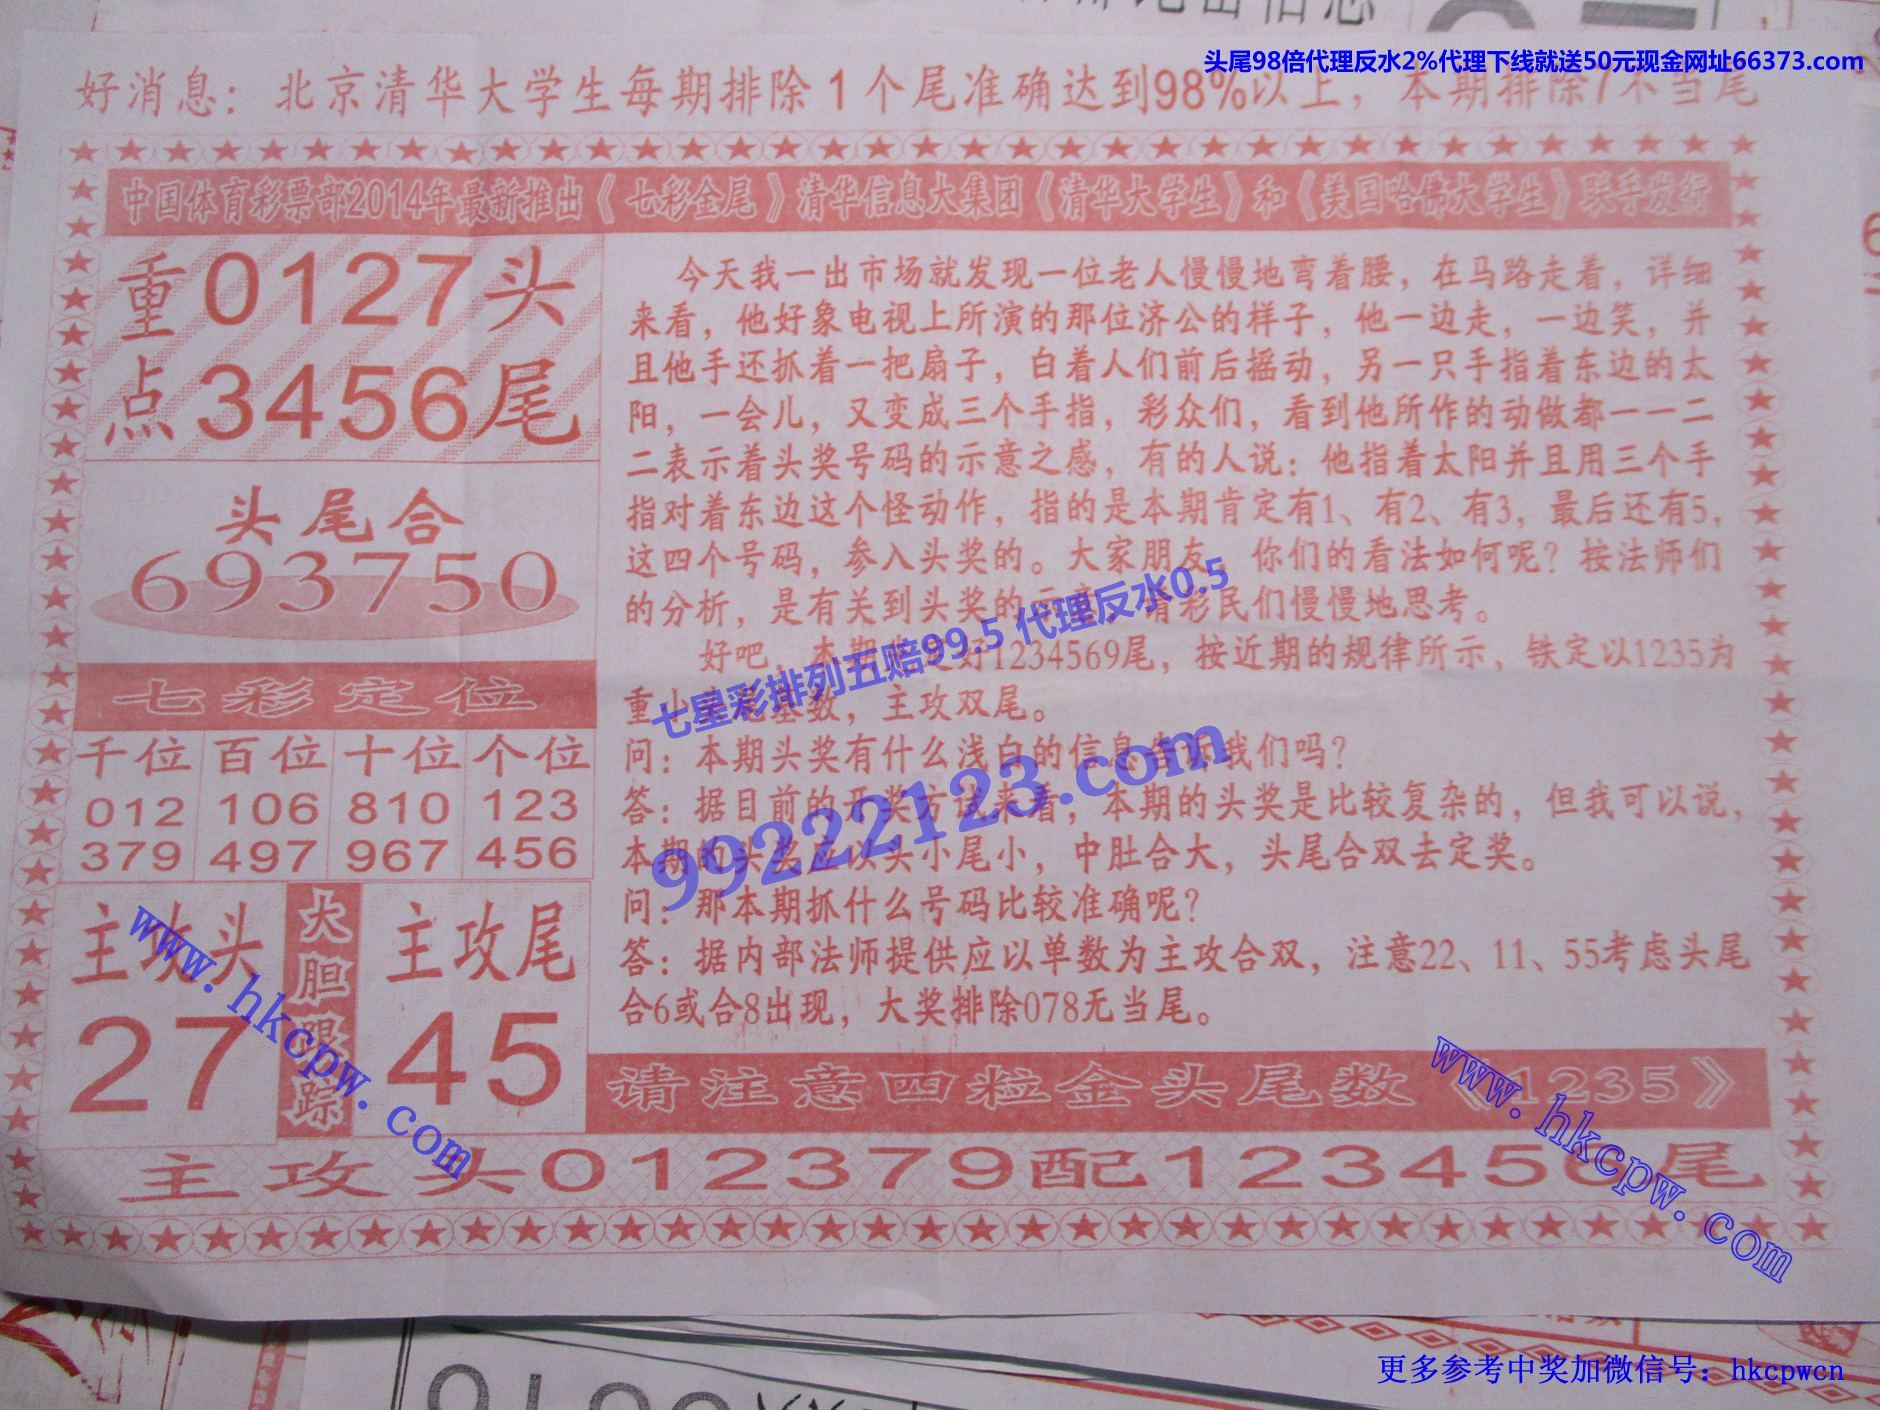 头尾98倍代理反水2%代理下线就送50元现金网址66373.com
好消息：北京清华大学生每期排除1个尾准确达到98%以上，本期排除7不当尾
中国体育彩票部2014年最新推出《七彩金尾》清华信息大集团《清华大学生》和《美国哈佛大学生》联手发行
重点
0127头
3456尾
头尾合
693750
七彩定位
千位 百位 十位 个位
012 106 810 123
379 497 967 456
主攻头
27
大胆跟踪
主攻尾
45
今天我一出市场就发现一位老人慢慢地弯着腰，在马路走着，详细
来看，他好象电视上所演的那位济公的样子，他一边走，一边笑，并
且他手还抓着一把扇子，白着人们前后摇动，另一只手指着东边的太
阳，一会儿，又变成三个手指，彩众们，看到他所作的动做都一一二
二表示着头奖号码的示意之感，有的人说：他指着太阳并且用三个手
指对着东边这个怪动作，指的是本期肯定有1、有2、有3，最后还有5，
这四个号码，参入头奖的。大家朋友，你们的看法如何呢？按法师们
的分析，是有关到头奖的 请彩民们慢慢地思考。
好吧，本期 好1234569尾，按近期的规律所示，铁定以1235为
重 基数，主攻双尾。
问：本期头奖有什么浅白的信息告诉我们吗？
答：据目前的开奖方试来看，本期的头奖是比较复杂的，但我可以说，
本期的头奖应以头小尾小，中肚合大，头尾合双去定奖。
问：那本期抓什么号码比较准确呢？
答：据内部法师提供应以单数为主攻合双，注意22、11、55考虑头尾
合6或合8出现，大奖排除078无当尾。
请注意四粒金头尾数《1235》
主攻头012379配123456尾
七星彩排列五赔99.5 代理反水0.5
99222123.com
www.hkcpw.com
www.hkcpw.com
更多参考中奖加微信号：hkcpwcn